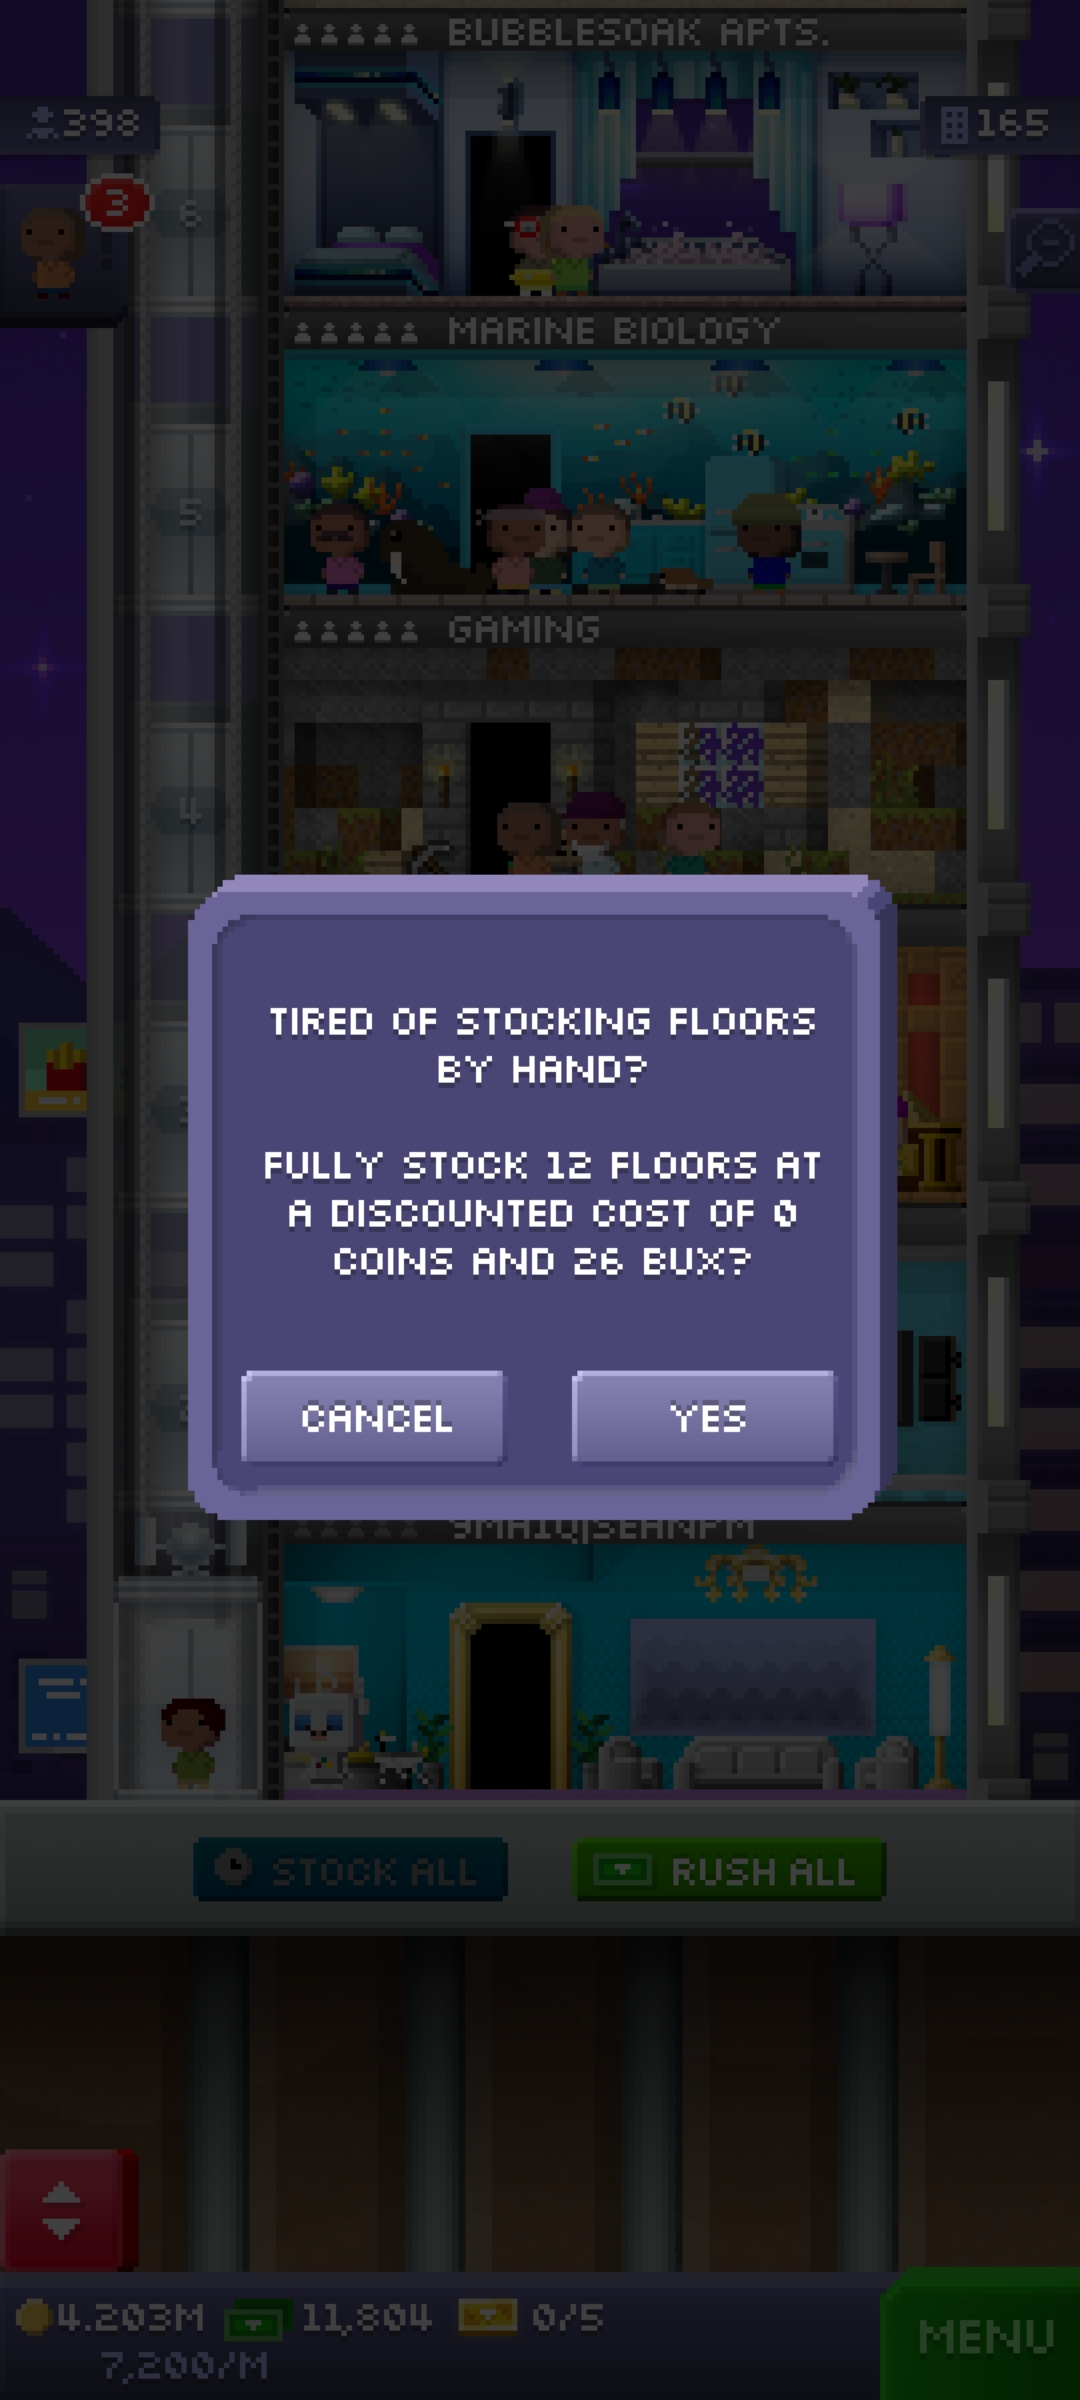 BUBBLESOAK APTS.
398
165
3
6
MARINE BIOLOGY
5
GAMING
4
TIRED OF STOCKING FLOORS
BY HAND?
FULLY STOCK 12 FLOORS AT
A DISCOUNTED COST OF 0
COINS AND 26 BUX?
CANCEL
YES
STOCK ALL
RUSH ALL
4.203M
11,804
0/5
7,200/M
MENU